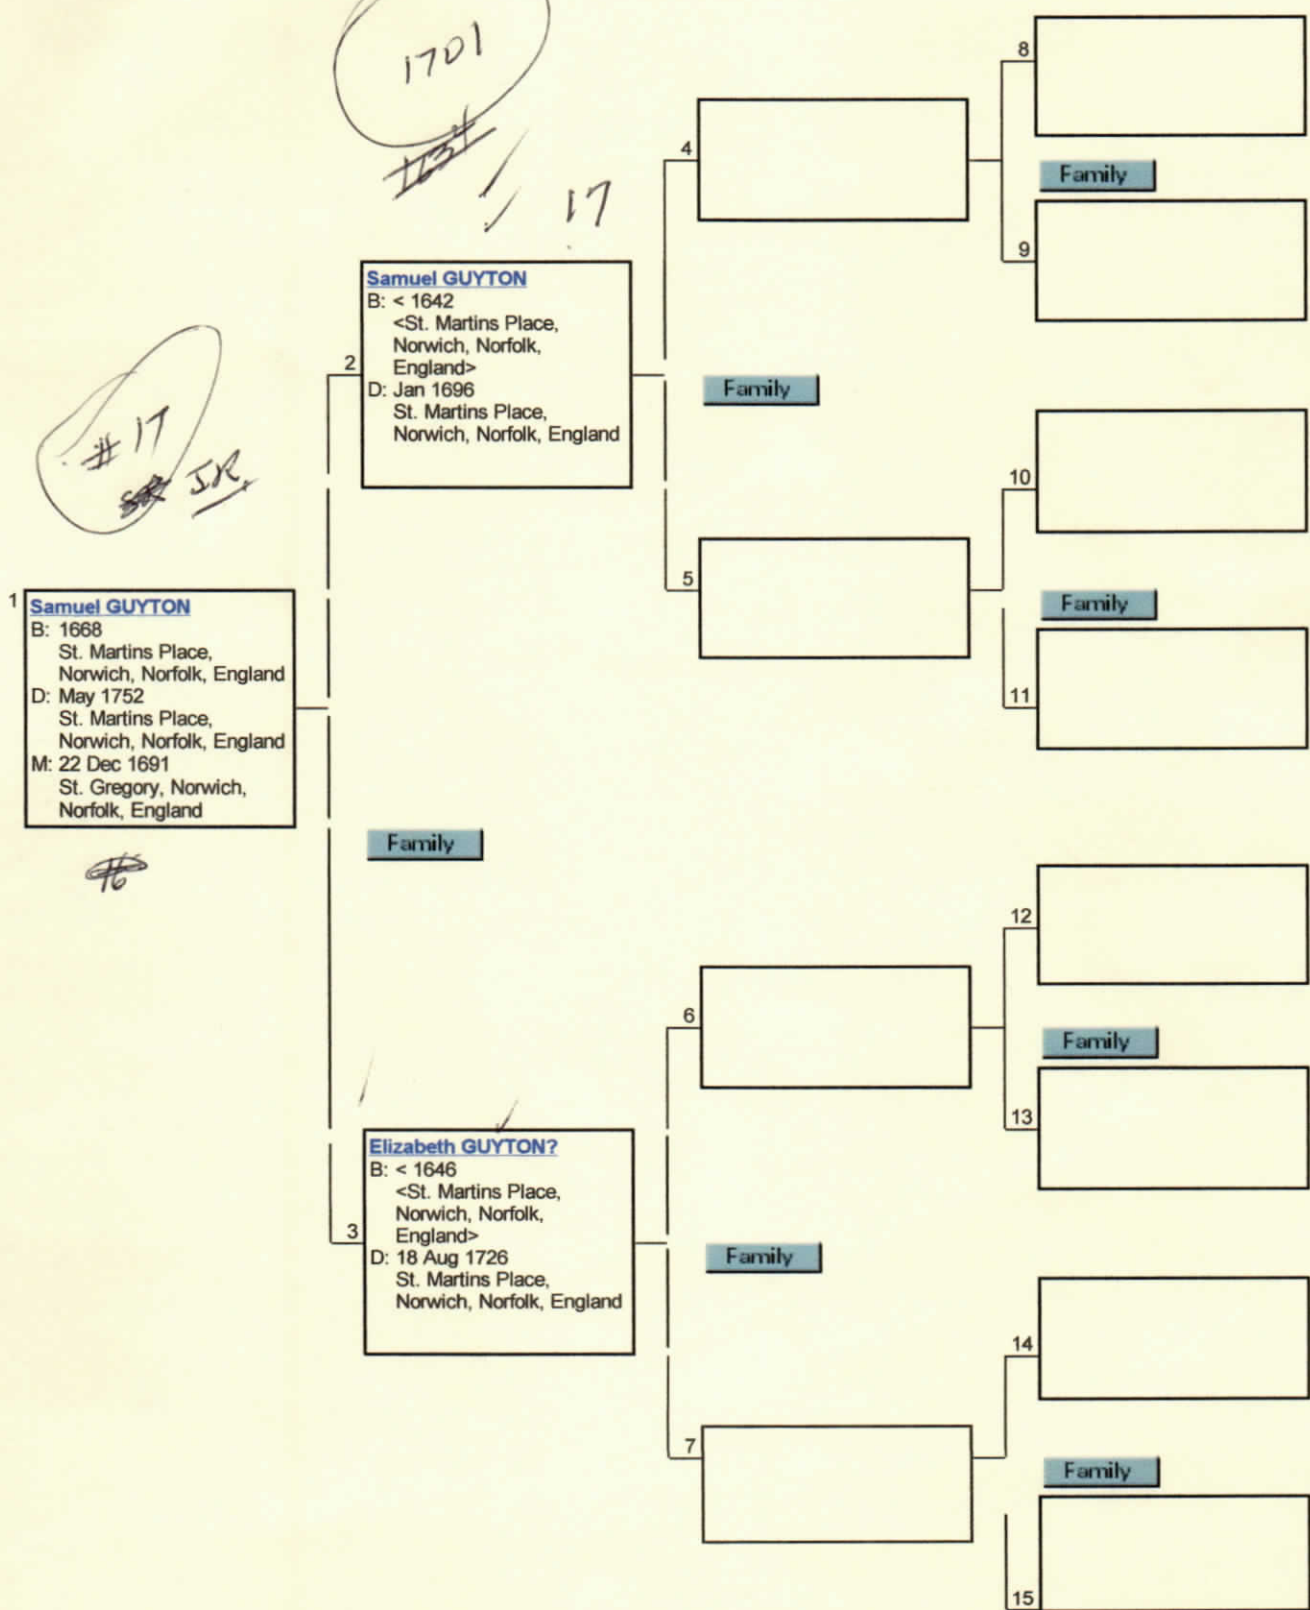 1701
17
#17
JR.
1
Samuel GUYTON
B: 1668
St. Martins Place,
Norwich, Norfolk, England
D: May 1752
St. Martins Place,
Norwich, Norfolk, England
M: 22 Dec 1691
St. Gregory, Norwich,
Norfolk, England
#16
2
Samuel GUYTON
B: < 1642
<St. Martins Place,
Norwich, Norfolk,
England>
D: Jan 1696
St. Martins Place,
Norwich, Norfolk, England
Family
3
Elizabeth GUYTON?
B: < 1646
<St. Martins Place,
Norwich, Norfolk,
England>
D: 18 Aug 1726
St. Martins Place,
Norwich, Norfolk, England
4
Family
5
6
Family
7
8
Family
9
10
Family
11
12
Family
13
14
Family
15